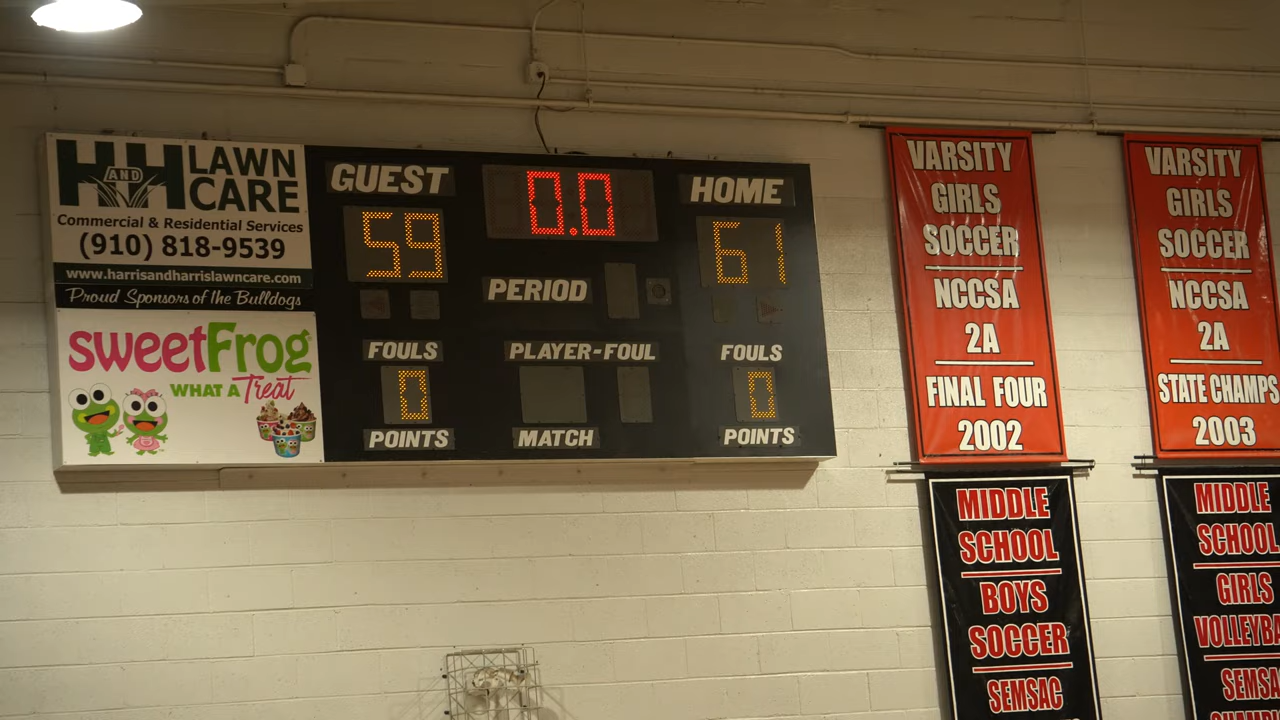 H AND H LAWN CARE
Commercial & Residential Services
(910) 818-9539
www.harrisandharrislawncare.com
Proud Sponsors of the Bulldogs
sweetFrog
WHAT A Treat
GUEST
0.0
HOME
59
61
PERIOD
FOULS
PLAYER-FOUL
FOULS
0
0
POINTS
MATCH
POINTS
VARSITY
GIRLS
SOCCER
NCCSA
2A
FINAL FOUR
2002
VARSITY
GIRLS
SOCCER
NCCSA
2A
STATE CHAMPS
2003
MIDDLE
SCHOOL
BOYS
SOCCER
SEMSAC
MIDDLE
SCHOOL
GIRLS
VOLLEYBA
SEMSA